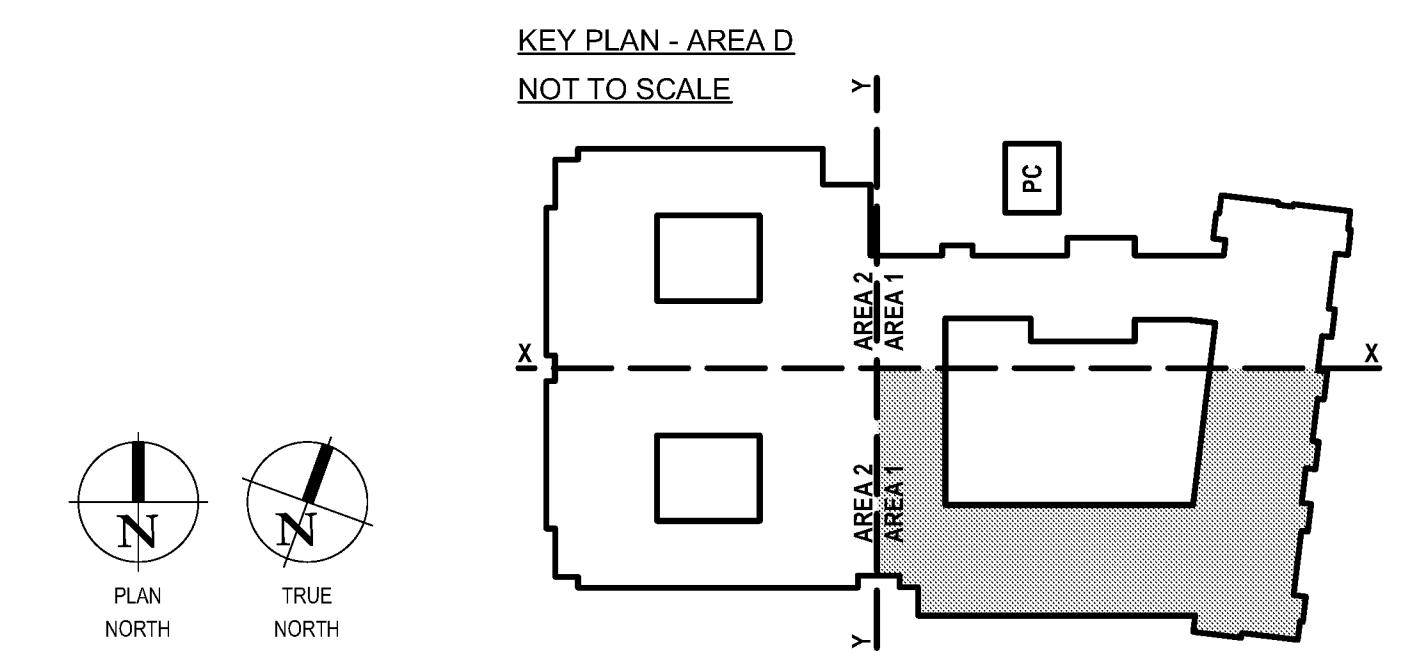 KEY PLAN - AREA D
NOT TO SCALE
Y
PC
AREA 2
AREA 1
X
X
AREA 2
AREA 1
N
N
PLAN
NORTH
TRUE
NORTH
Y